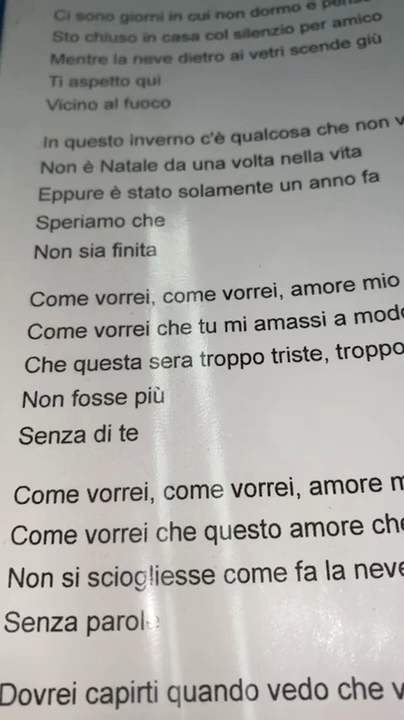 Ci sono giorni in cui non dormo e
Sto chiuso in casa col silenzio per amico
Mentre la neve dietro ai vetri scende giù
Ti aspetto qui
Vicino al fuoco
In questo inverno c'è qualcosa che non v
Non è Natale da una volta nella vita
Eppure è stato solamente un anno fa
Speriamo che
Non sia finita
Come vorrei, come vorrei, amore mio
Come vorrei che tu mi amassi a modo
Che questa sera troppo triste, troppo
Non fosse più
Senza di te
Come vorrei, come vorrei, amore m
Come vorrei che questo amore che
Non si sciogliesse come fa la neve
Senza parole
Dovrei capirti quando vedo che v